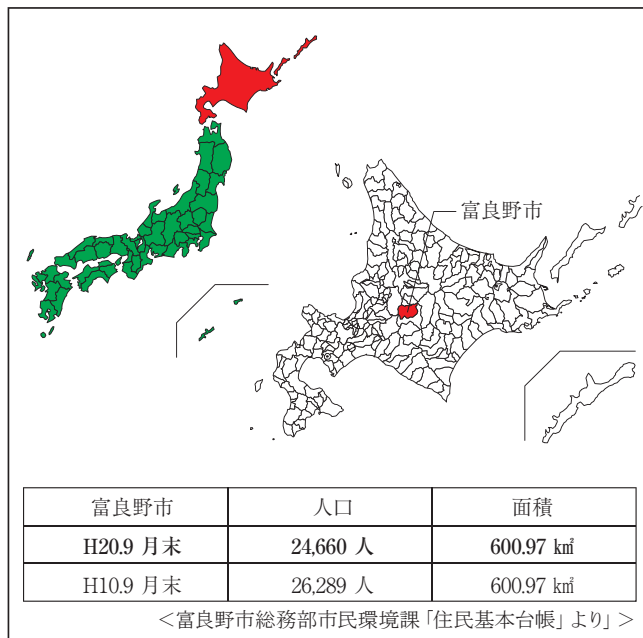 富良野市
富良野市 人口 面積
H20.9 月末 24,660 人 600.97 ㎢
H10.9 月末 26,289 人 600.97 ㎢
＜富良野市総務部市民環境課「住民基本台帳」より」＞